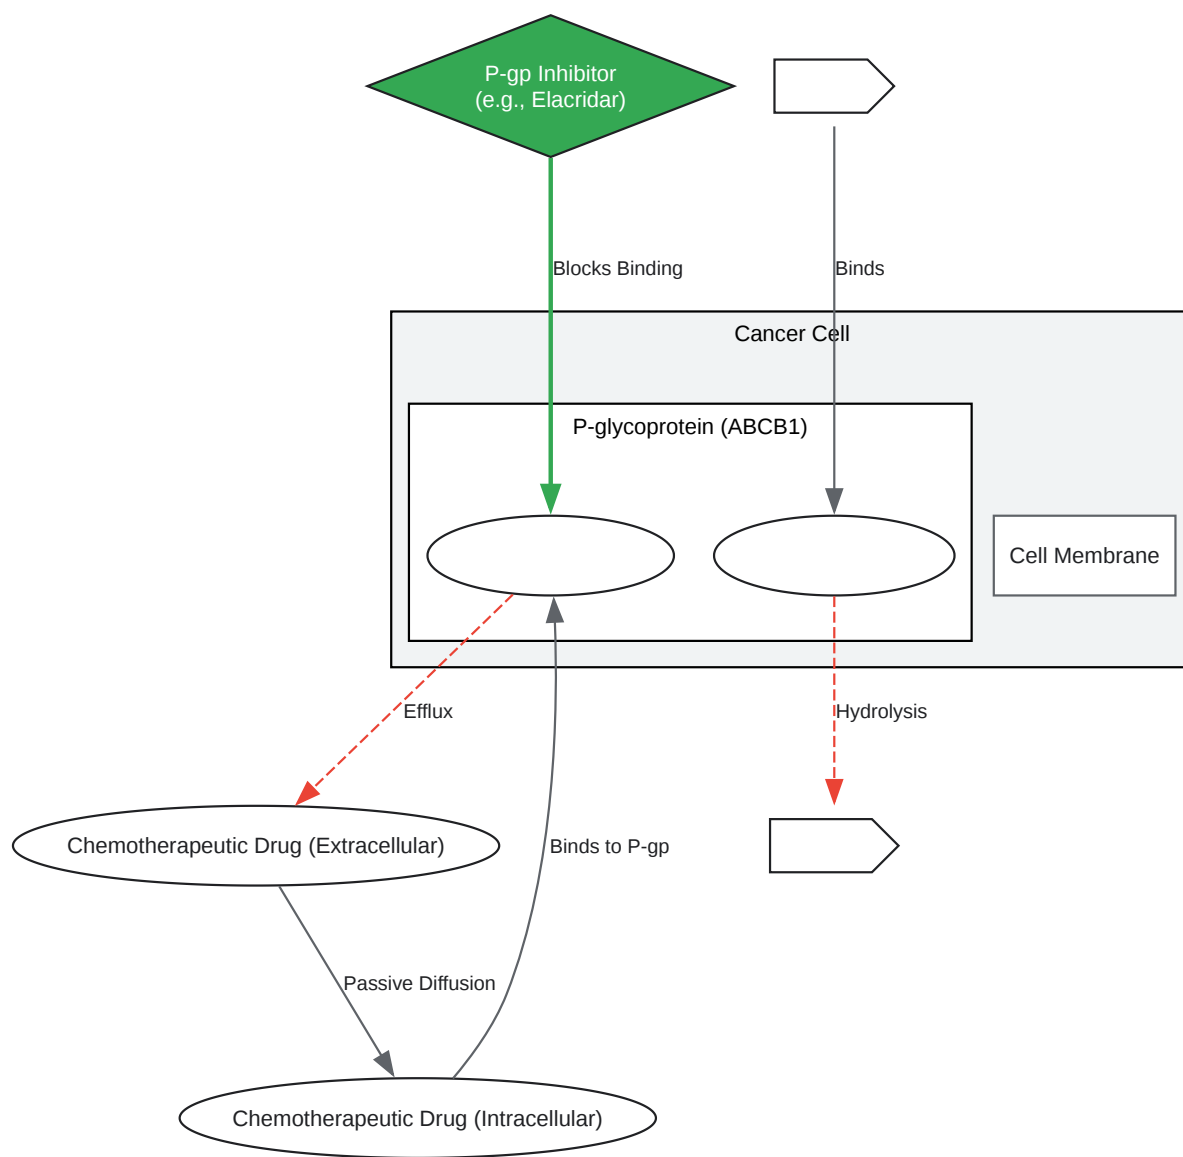 P-gp Inhibitor
(e.g., Elacridar)
Blocks Binding
Binds
Cancer Cell
P-glycoprotein (ABCB1)
Cell Membrane
Efflux
Hydrolysis
Chemotherapeutic Drug (Extracellular)
Binds to P-gp
Passive Diffusion
Chemotherapeutic Drug (Intracellular)